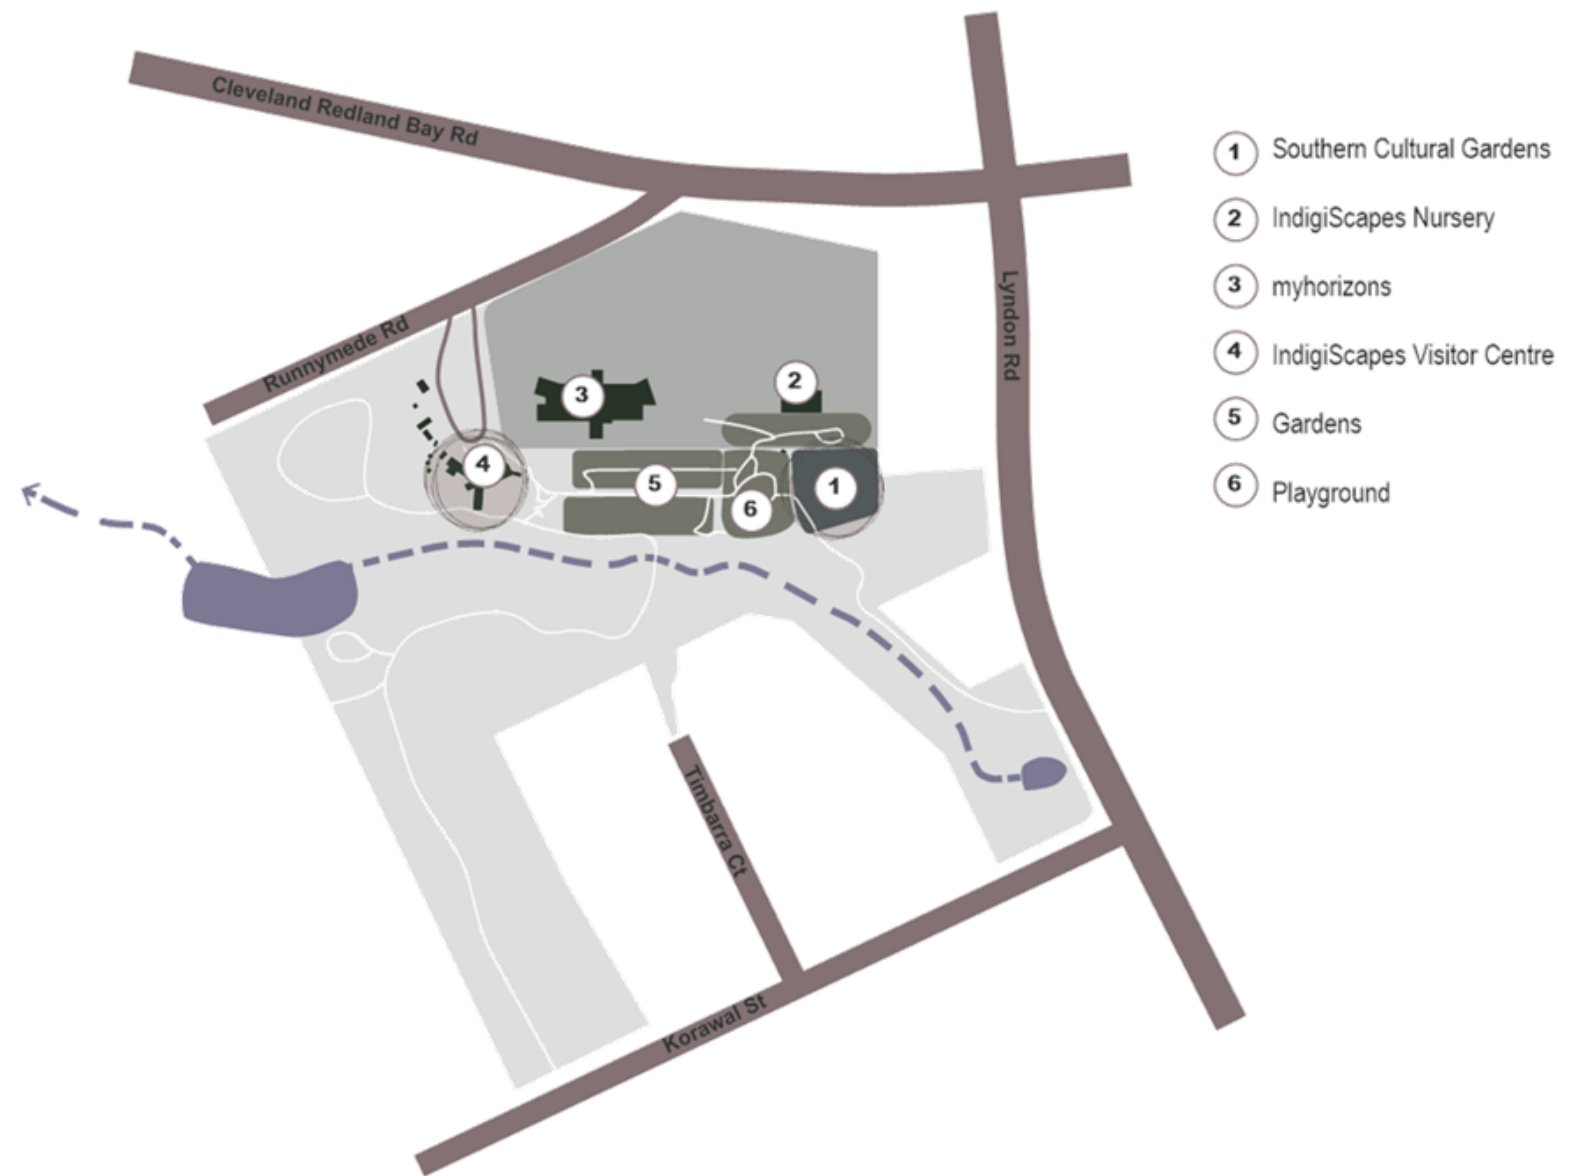 Cleveland Redland Bay Rd
Runnymede Rd
Lyndon Rd
Timbarra Ct
Korawal St
3
2
4
5
6
1
1 Southern Cultural Gardens
2 IndigiScapes Nursery
3 myhorizons
4 IndigiScapes Visitor Centre
5 Gardens
6 Playground